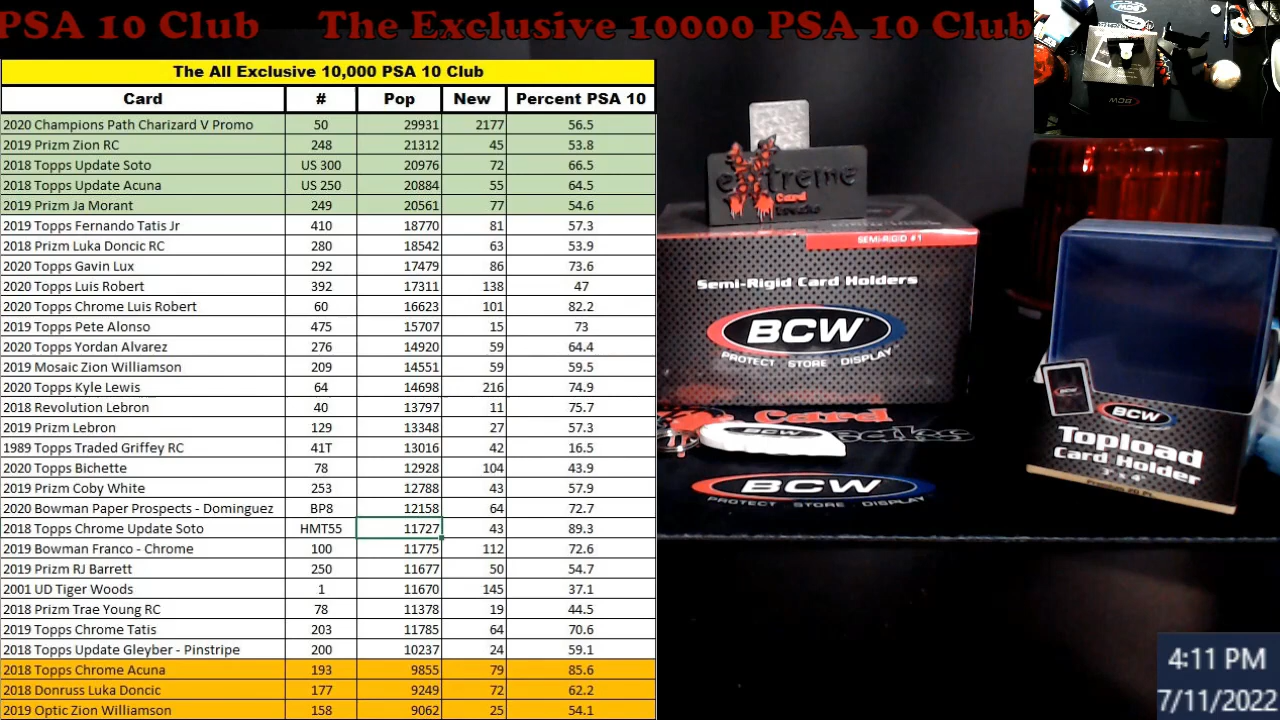 PSA 10 Club The Exclusive 10000 PSA 10 Club
The All Exclusive 10,000 PSA 10 Club
Card # Pop New Percent PSA 10
2020 Champions Path Charizard V Promo 50 29931 2177 56.5
2019 Prizm Zion RC 248 21312 45 53.8
2018 Topps Update Soto US 300 20976 72 66.5
2018 Topps Update Acuna US 250 20884 55 64.5
2019 Prizm Ja Morant 249 20561 77 54.6
2019 Topps Fernando Tatis Jr 410 18770 81 57.3
2018 Prizm Luka Doncic RC 280 18542 63 53.9
2020 Topps Gavin Lux 292 17479 86 73.6
2020 Topps Luis Robert 392 17311 138 47
2020 Topps Chrome Luis Robert 60 16623 101 82.2
2019 Topps Pete Alonso 475 15707 15 73
2020 Topps Yordan Alvarez 276 14920 59 64.4
2019 Mosaic Zion Williamson 209 14551 59 59.5
2020 Topps Kyle Lewis 64 14698 216 74.9
2018 Revolution Lebron 40 13797 11 75.7
2019 Prizm Lebron 129 13348 27 57.3
1989 Topps Traded Griffey RC 41T 13016 42 16.5
2020 Topps Bichette 78 12928 104 43.9
2019 Prizm Coby White 253 12788 43 57.9
2020 Bowman Paper Prospects - Dominguez BP8 12158 64 72.7
2018 Topps Chrome Update Soto HMT55 11727 43 89.3
2019 Bowman Franco - Chrome 100 11775 112 72.6
2019 Prizm RJ Barrett 250 11677 50 54.7
2001 UD Tiger Woods 1 11670 145 37.1
2018 Prizm Trae Young RC 78 11378 19 44.5
2019 Topps Chrome Tatis 203 11785 64 70.6
2018 Topps Update Gleyber - Pinstripe 200 10237 24 59.1
2018 Topps Chrome Acuna 193 9855 79 85.6
2018 Donruss Luka Doncic 177 9249 72 62.2
2019 Optic Zion Williamson 158 9062 25 54.1
extreme
Card
Breaks
SEMI-RIGID #1
Semi-Rigid Card Holders
BCW
PROTECT STORE DISPLAY
Card
Breaks
BCW
BCW
PROTECT STORE DISPLAY
BCW
Topload
Card Holder
3" x 4"
BCW
4:11 PM
7/11/2022